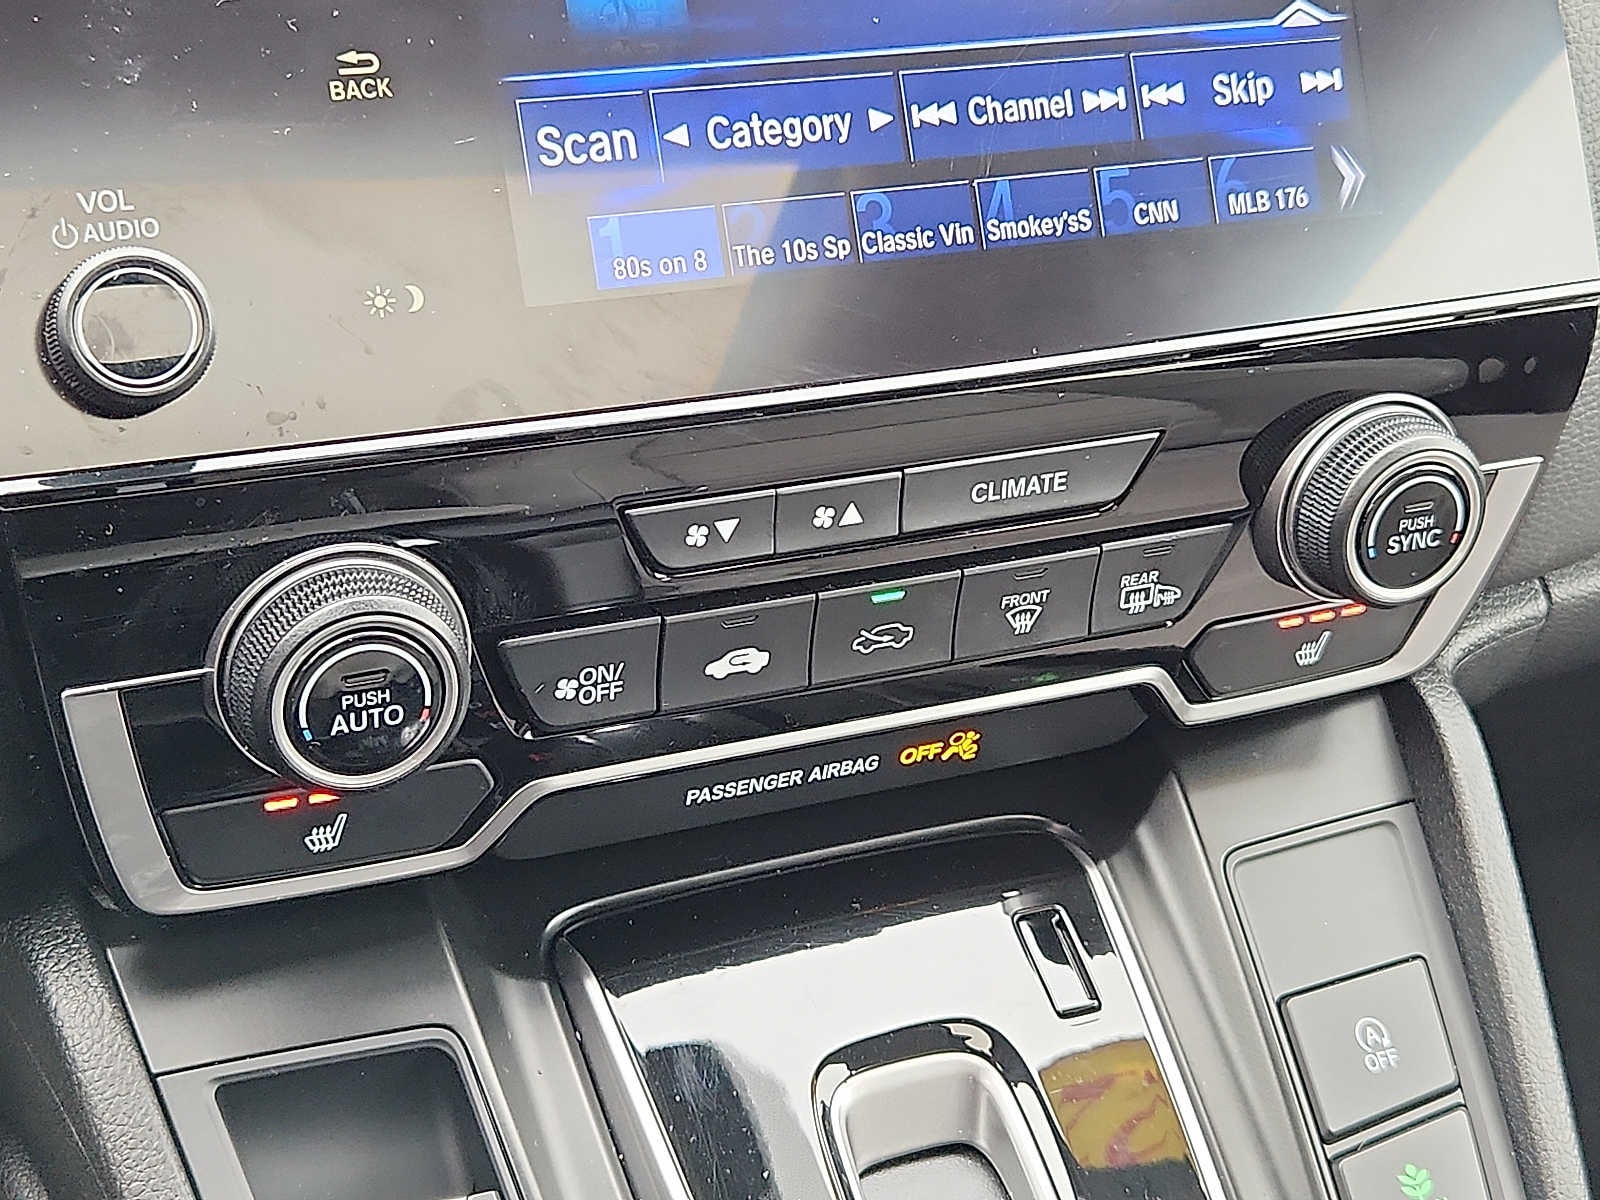 BACK
Scan
Category
Channel
Skip
VOL
AUDIO
1
80s on 8
2
The 10s Sp
3
Classic Vin
4
Smokey'sS
5
CNN
6
MLB 176
CLIMATE
PUSH
SYNC
PUSH
AUTO
ON/
OFF
FRONT
REAR
PASSENGER AIRBAG OFF
A
OFF